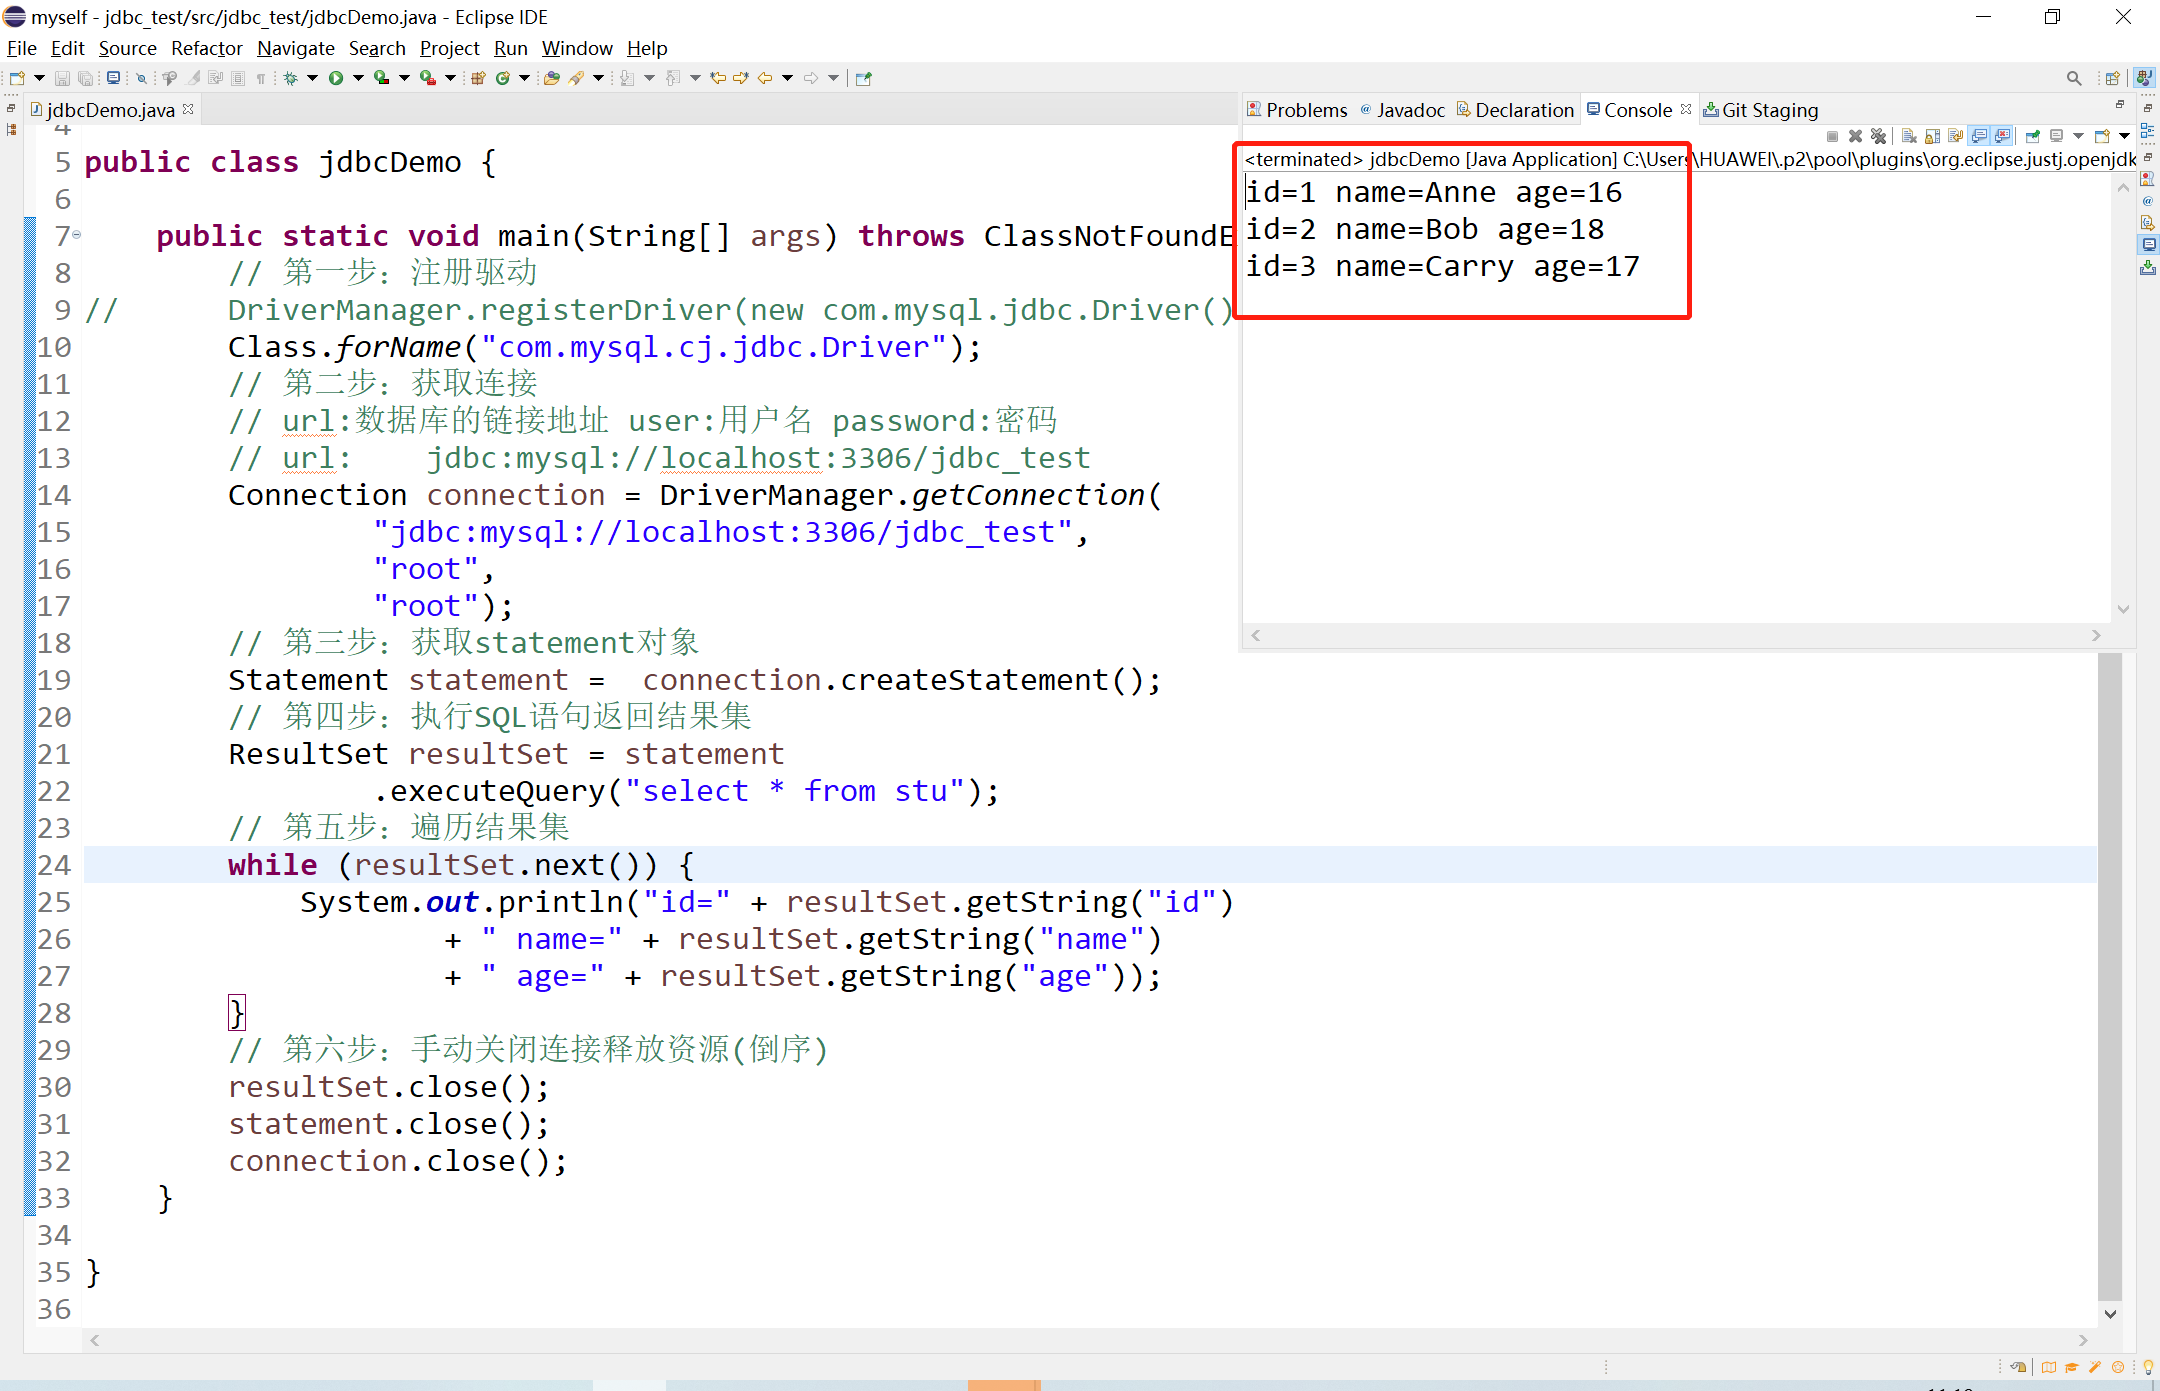 myself - jdbc_test/src/jdbc_test/jdbcDemo.java - Eclipse IDE
File Edit Source Refactor Navigate Search Project Run Window Help
jdbcDemo.java
4
5 public class jdbcDemo {
6
7     public static void main(String[] args) throws ClassNotFoundE
8         // 第一步：注册驱动
9 //      DriverManager.registerDriver(new com.mysql.jdbc.Driver()
10         Class.forName("com.mysql.cj.jdbc.Driver");
11         // 第二步：获取连接
12         // url:数据库的链接地址 user:用户名 password:密码
13         // url:    jdbc:mysql://localhost:3306/jdbc_test
14         Connection connection = DriverManager.getConnection(
15                 "jdbc:mysql://localhost:3306/jdbc_test",
16                 "root",
17                 "root");
18         // 第三步：获取statement对象
19         Statement statement =  connection.createStatement();
20         // 第四步：执行SQL语句返回结果集
21         ResultSet resultSet = statement
22                 .executeQuery("select * from stu");
23         // 第五步：遍历结果集
24         while (resultSet.next()) {
25             System.out.println("id=" + resultSet.getString("id")
26                     + " name=" + resultSet.getString("name")
27                     + " age=" + resultSet.getString("age"));
28         }
29         // 第六步：手动关闭连接释放资源(倒序)
30         resultSet.close();
31         statement.close();
32         connection.close();
33     }
34
35 }
36
Problems Javadoc Declaration Console Git Staging
<terminated> jdbcDemo [Java Application] C:\Users\HUAWEI\.p2\pool\plugins\org.eclipse.justj.openjdk
id=1 name=Anne age=16
id=2 name=Bob age=18
id=3 name=Carry age=17